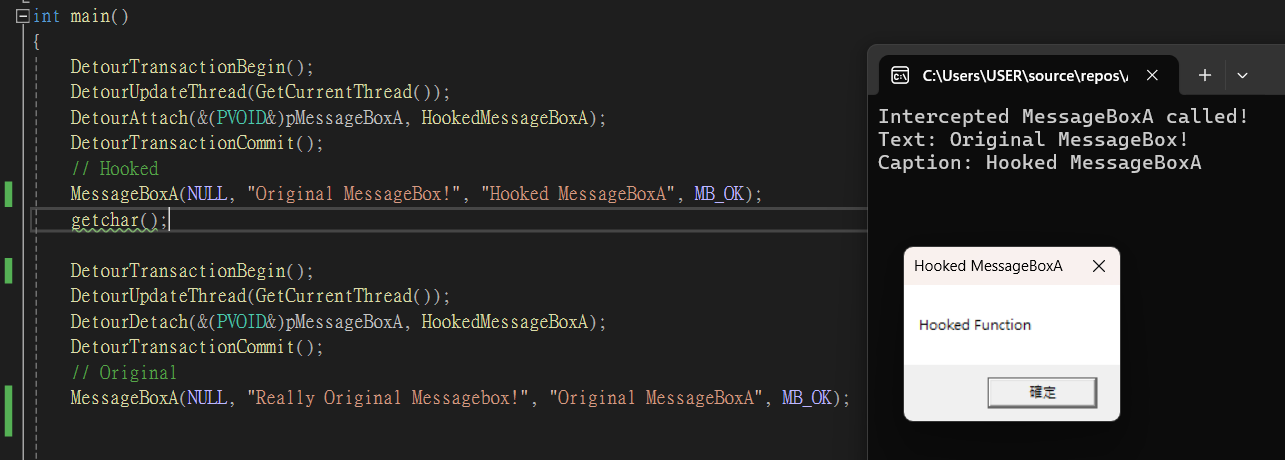 int main()
{
DetourTransactionBegin();
DetourUpdateThread(GetCurrentThread());
DetourAttach(&(PVOID&)pMessageBoxA, HookedMessageBoxA);
DetourTransactionCommit();
// Hooked
MessageBoxA(NULL, "Original MessageBox!", "Hooked MessageBoxA", MB_OK);
getchar();
DetourTransactionBegin();
DetourUpdateThread(GetCurrentThread());
DetourDetach(&(PVOID&)pMessageBoxA, HookedMessageBoxA);
DetourTransactionCommit();
// Original
MessageBoxA(NULL, "Really Original Messagebox!", "Original MessageBoxA", MB_OK);
C:\Users\USER\source\repos\
Intercepted MessageBoxA called!
Text: Original MessageBox!
Caption: Hooked MessageBoxA
Hooked MessageBoxA
Hooked Function
確定